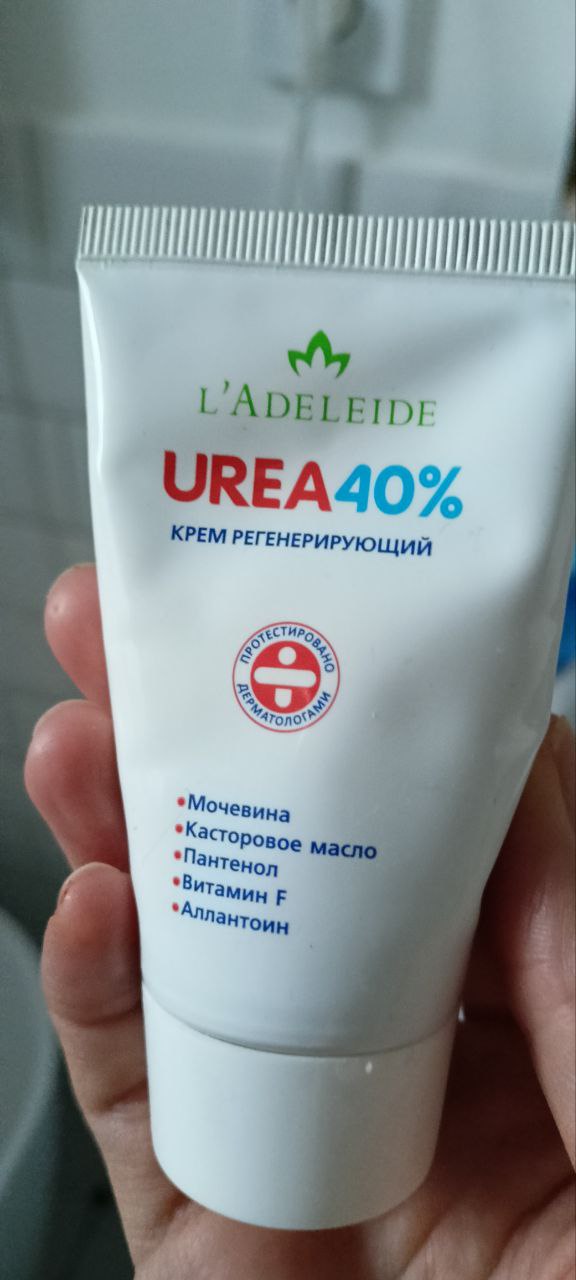 L'ADELEIDE
UREA40%
КРЕМ РЕГЕНЕРИРУЮЩИЙ
ПРОТЕСТИРОВАНО
ДЕРМАТОЛОГАМИ
•Мочевина
•Касторовое масло
•Пантенол
•Витамин F
•Аллантоин